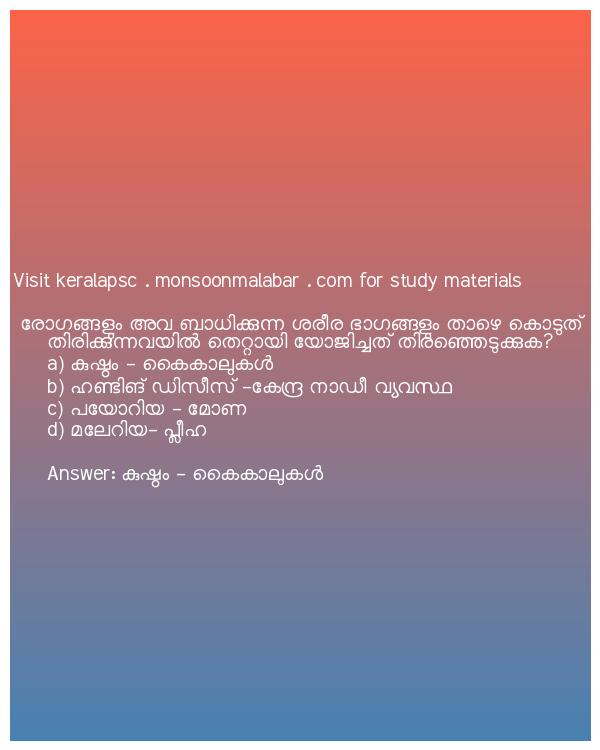 Visit keralapsc . monsoonmalabar . com for study materials
രോഗങ്ങളും അവ ബാധിക്കുന്ന ശരീര ഭാഗങ്ങളും താഴെ കൊടുത്
തിരിക്കുന്നവയിൽ തെറ്റായി യോജിച്ചത് തിരഞ്ഞെടുക്കുക?
a) കുഷ്ഠം - കൈകാലുകൾ
b) ഹണ്ടിങ് ഡിസീസ് -കേന്ദ്ര നാഡീ വ്യവസ്ഥ
c) പയോറിയ - മോണ
d) മലേറിയ- പ്ലീഹ
Answer: കുഷ്ഠം - കൈകാലുകൾ